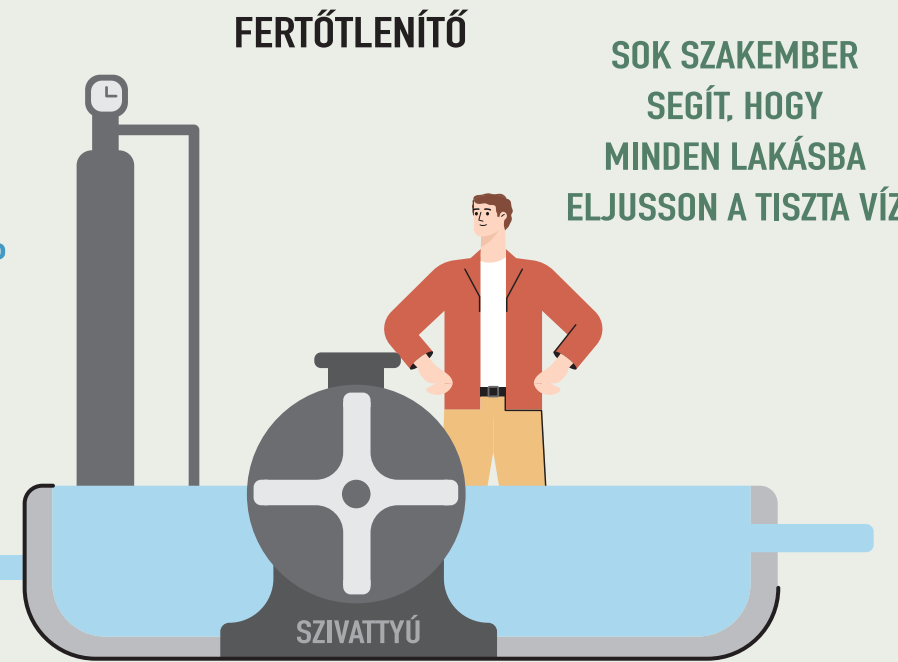 FERTŐTLENÍTŐ
SOK SZAKEMBER
SEGÍT, HOGY
MINDEN LAKÁSBA
ELJUSSON A TISZTA VÍZ
SZIVATTYÚ